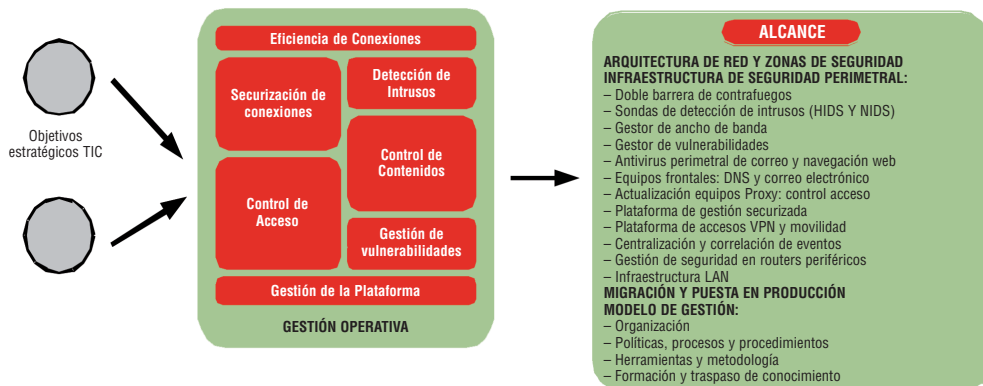 Objetivos
estratégicos TIC
Eficiencia de Conexiones
Securización de
conexiones
Detección de
Intrusos
Control de
Contenidos
Control de
Acceso
Gestión de
vulnerabilidades
Gestión de la Plataforma
GESTIÓN OPERATIVA
ALCANCE
ARQUITECTURA DE RED Y ZONAS DE SEGURIDAD
INFRAESTRUCTURA DE SEGURIDAD PERIMETRAL:
– Doble barrera de contrafuegos
– Sondas de detección de intrusos (HIDS Y NIDS)
– Gestor de ancho de banda
– Gestor de vulnerabilidades
– Antivirus perimetral de correo y navegación web
– Equipos frontales: DNS y correo electrónico
– Actualización equipos Proxy: control acceso
– Plataforma de gestión securizada
– Plataforma de accesos VPN y movilidad
– Centralización y correlación de eventos
– Gestión de seguridad en routers periféricos
– Infraestructura LAN
MIGRACIÓN Y PUESTA EN PRODUCCIÓN
MODELO DE GESTIÓN:
– Organización
– Políticas, procesos y procedimientos
– Herramientas y metodología
– Formación y traspaso de conocimiento